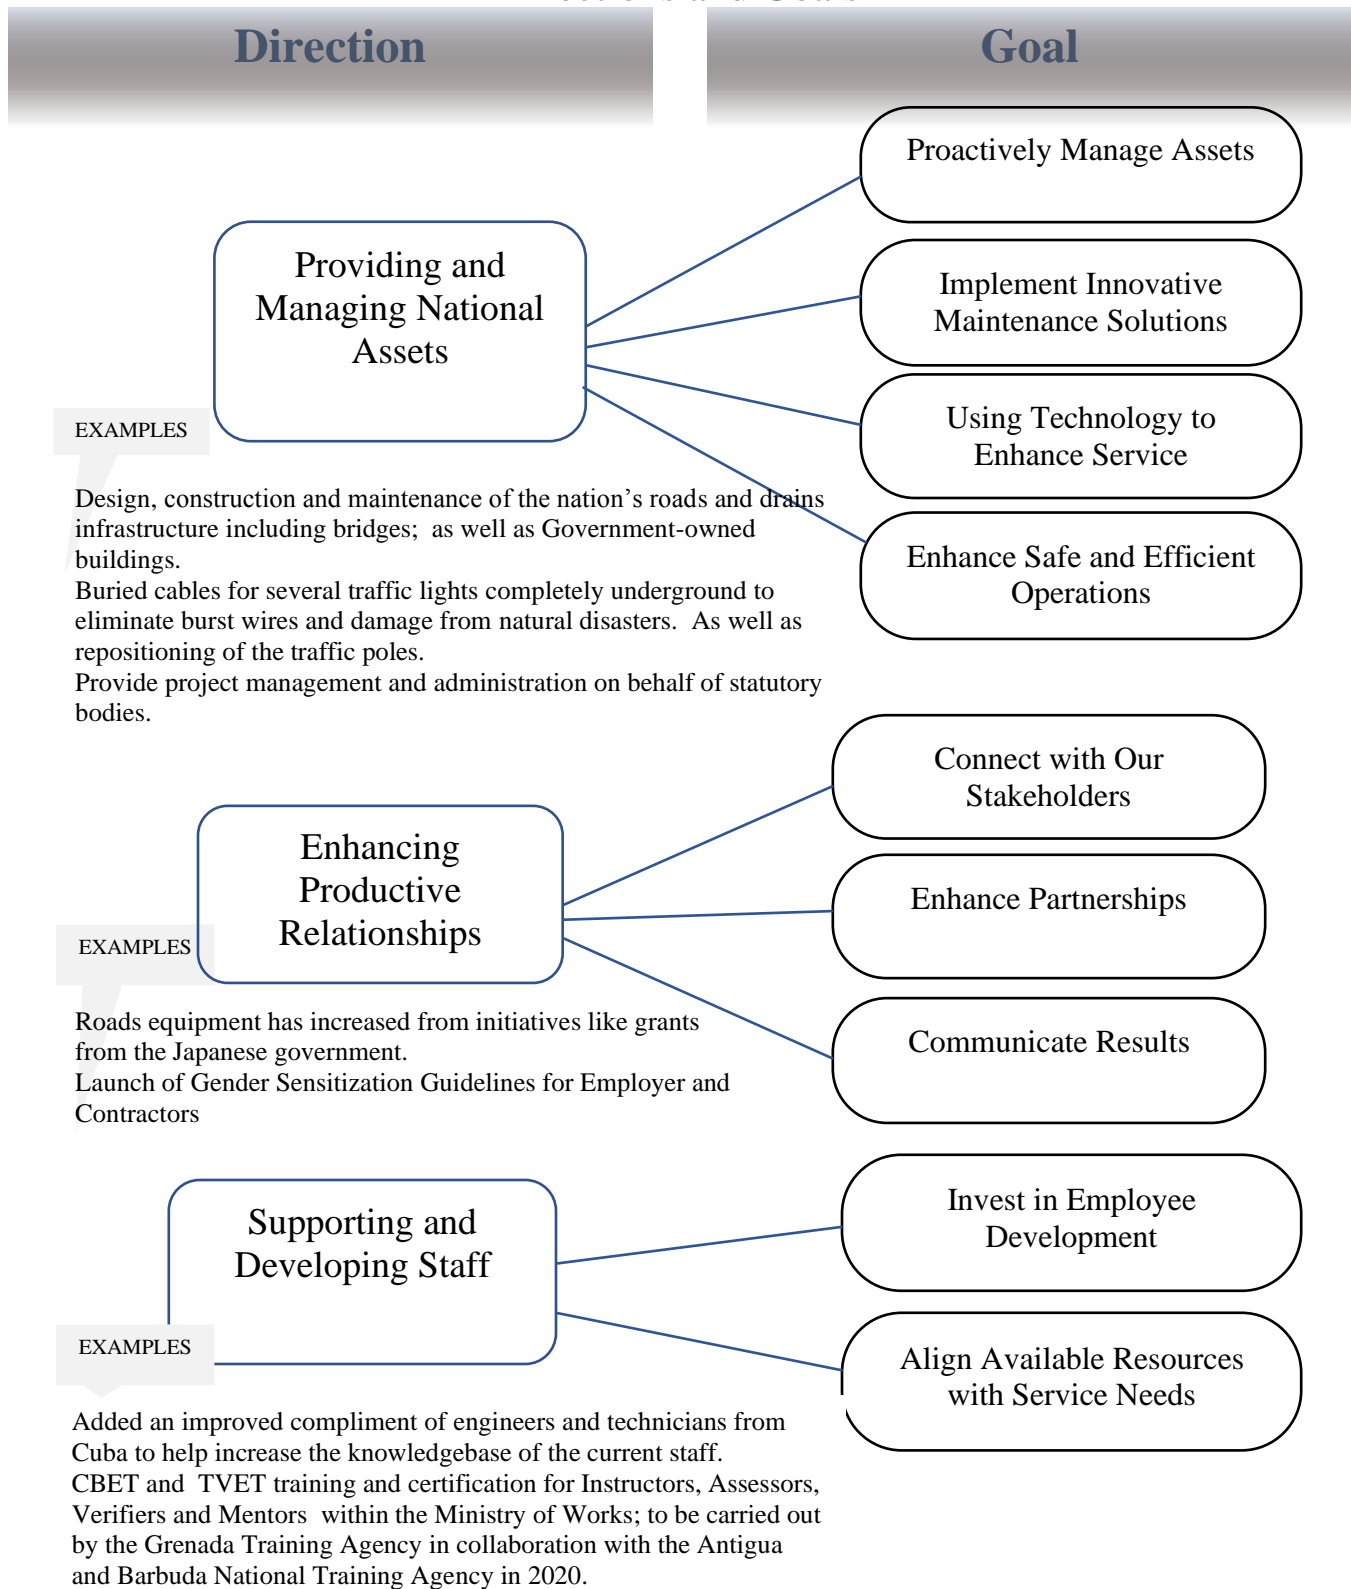 Direction
Goal
Proactively Manage Assets
Providing and
Managing National
Assets
Implement Innovative
Maintenance Solutions
Using Technology to
Enhance Service
Enhance Safe and Efficient
Operations
EXAMPLES
Design, construction and maintenance of the nation’s roads and drains
infrastructure including bridges;  as well as Government-owned
buildings.
Buried cables for several traffic lights completely underground to
eliminate burst wires and damage from natural disasters.  As well as
repositioning of the traffic poles.
Provide project management and administration on behalf of statutory
bodies.
Connect with Our
Stakeholders
Enhancing
Productive
Relationships
Enhance Partnerships
Communicate Results
EXAMPLES
Roads equipment has increased from initiatives like grants
from the Japanese government.
Launch of Gender Sensitization Guidelines for Employer and
Contractors
Invest in Employee
Development
Supporting and
Developing Staff
Align Available Resources
with Service Needs
EXAMPLES
Added an improved compliment of engineers and technicians from
Cuba to help increase the knowledgebase of the current staff.
CBET and  TVET training and certification for Instructors, Assessors,
Verifiers and Mentors  within the Ministry of Works; to be carried out
by the Grenada Training Agency in collaboration with the Antigua
and Barbuda National Training Agency in 2020.